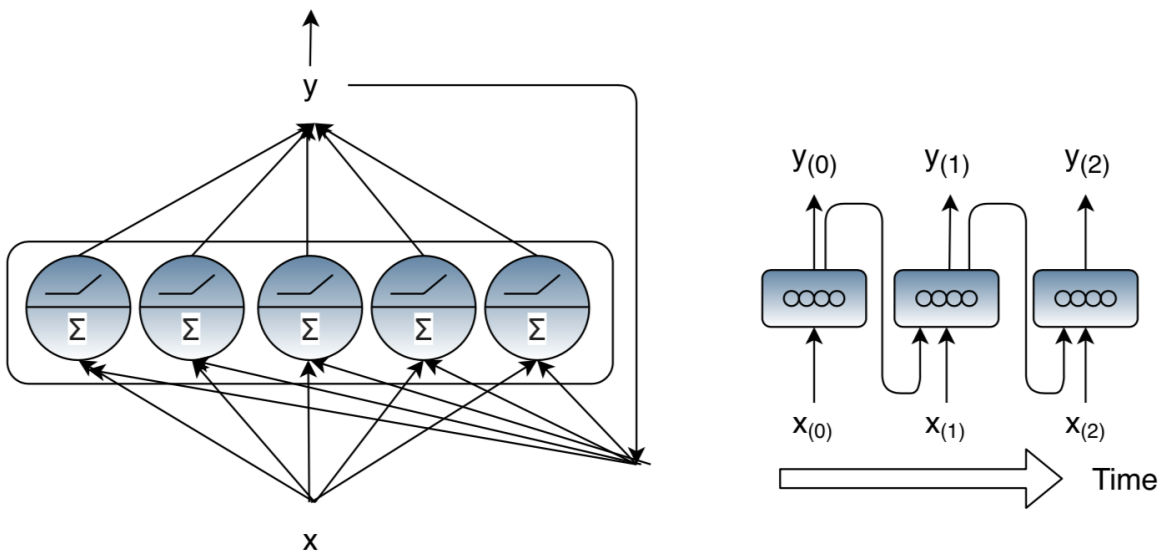 y
Σ Σ Σ Σ Σ
x
y(0) y(1) y(2)
x(0) x(1) x(2)
Time